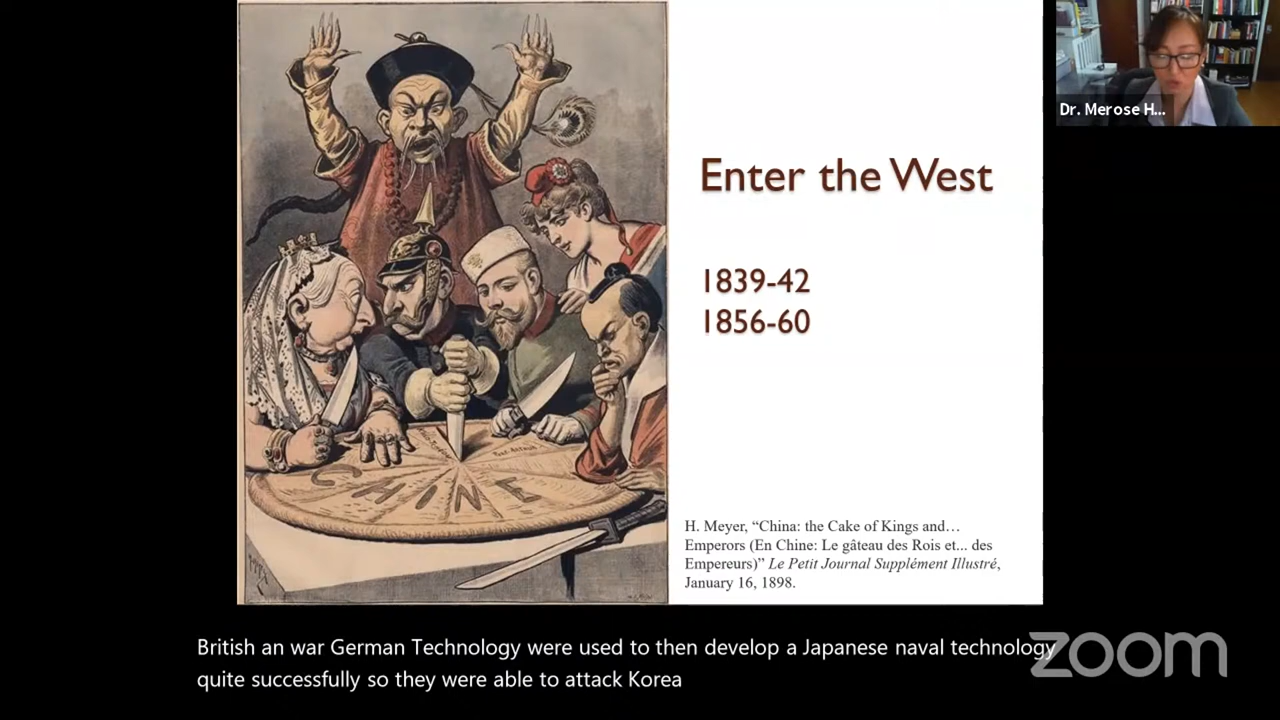 Enter the West
1839-42
1856-60
Dr. Merose H...
CHINE
H. Meyer, “China: the Cake of Kings and…
Emperors (En Chine: Le gâteau des Rois et... des
Empereurs)” Le Petit Journal Supplément Illustré,
January 16, 1898.
British an war German Technology were used to then develop a Japanese naval technology
quite successfully so they were able to attack Korea
zoom